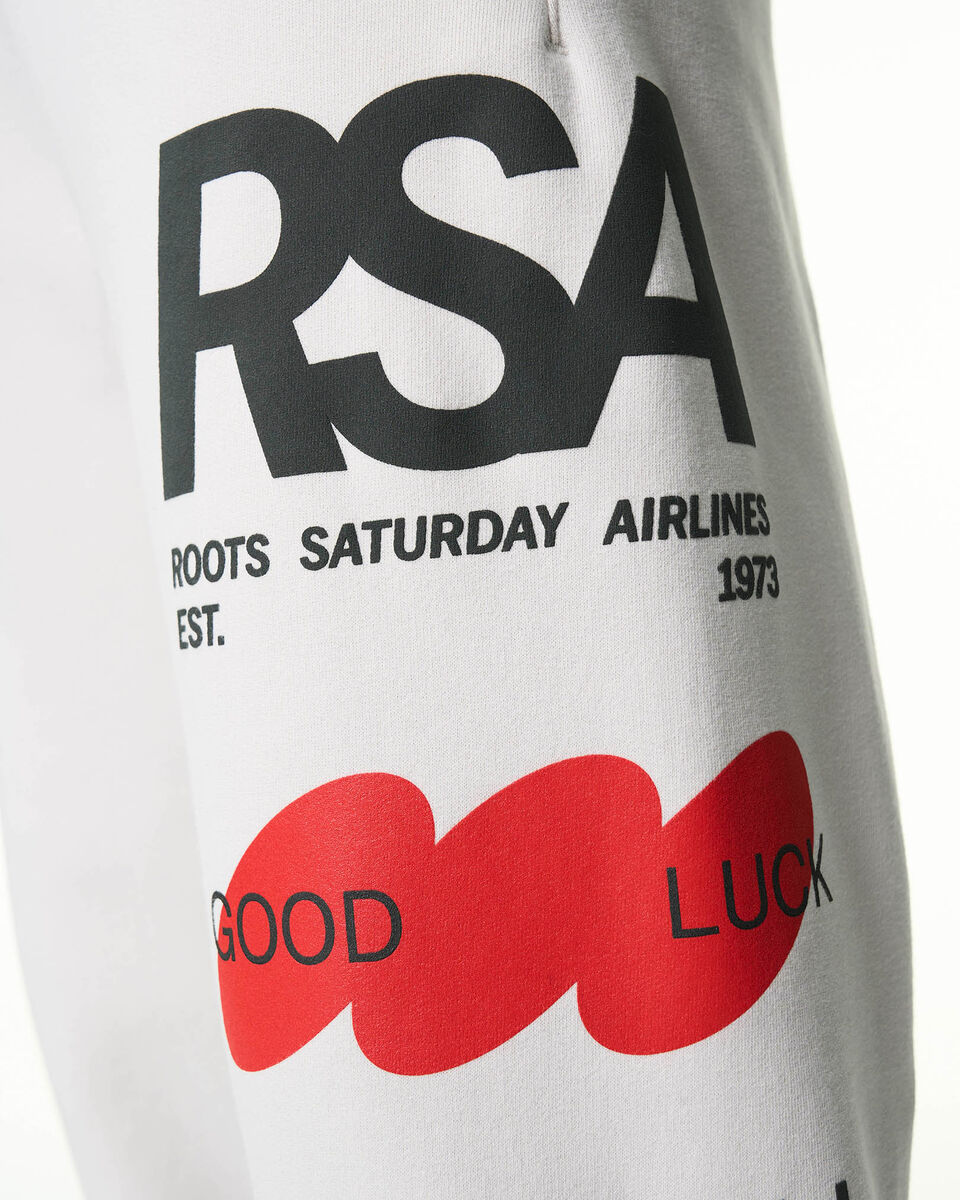 RSA
ROOTS SATURDAY AIRLINES
EST. 1973
GOOD LUCK